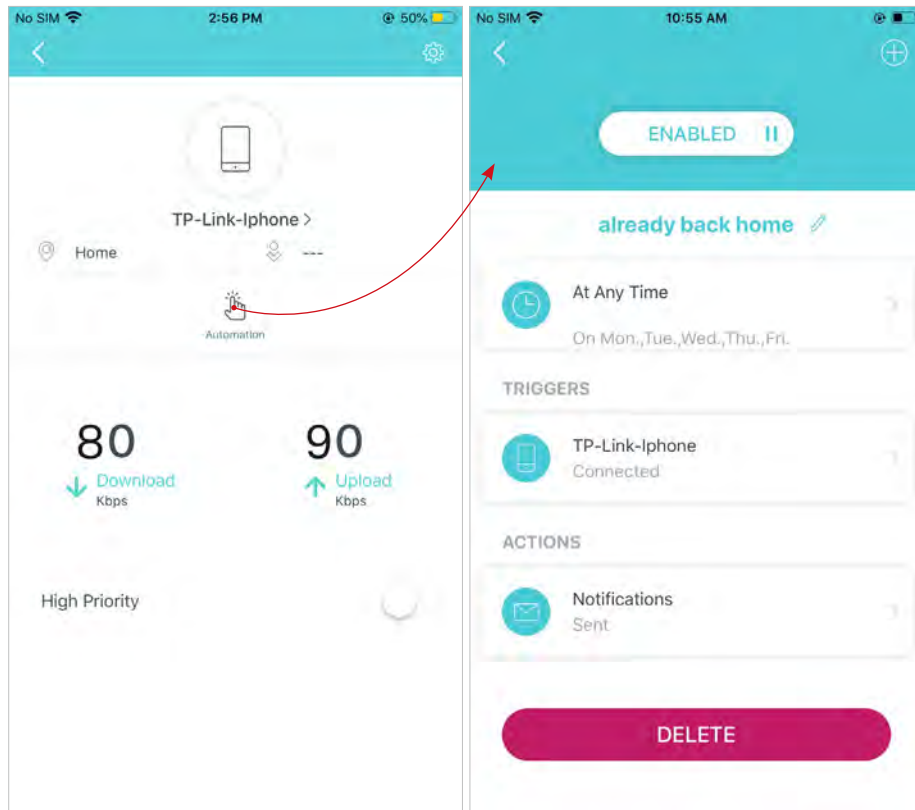 No SIM 2:56 PM 50%
TP-Link-Iphone >
Home ---
Automation
80 90
Download Upload
Kbps Kbps
High Priority
No SIM 10:55 AM
ENABLED
already back home
At Any Time
On Mon.,Tue.,Wed.,Thu.,Fri.
TRIGGERS
TP-Link-Iphone
Connected
ACTIONS
Notifications
Sent
DELETE